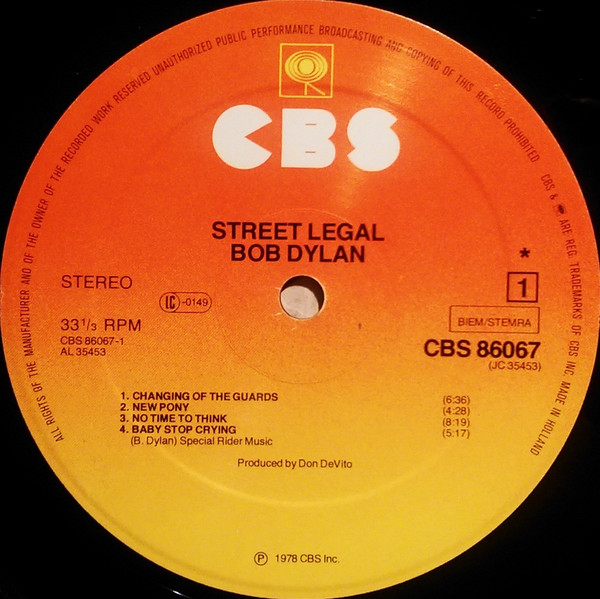 ALL RIGHTS OF THE MANUFACTURER AND OF THE OWNER OF THE RECORDED WORK RESERVED UNAUTHORIZED PUBLIC PERFORMANCE BROADCASTING AND COPYING OF THIS RECORD PROHIBITED CBS & ARE REG. TRADEMARKS OF CBS INC. MADE IN HOLLAND
CBS
STREET LEGAL
BOB DYLAN
STEREO
LC-0149
*
1
33 1/3 RPM
BIEM/STEMRA
CBS 86067-1
CBS 86067
AL 35453
(JC 35453)
1. CHANGING OF THE GUARDS (6:36)
2. NEW PONY (4:28)
3. NO TIME TO THINK (8:19)
4. BABY STOP CRYING (5:17)
(B. Dylan) Special Rider Music
Produced by Don DeVito
℗ 1978 CBS Inc.